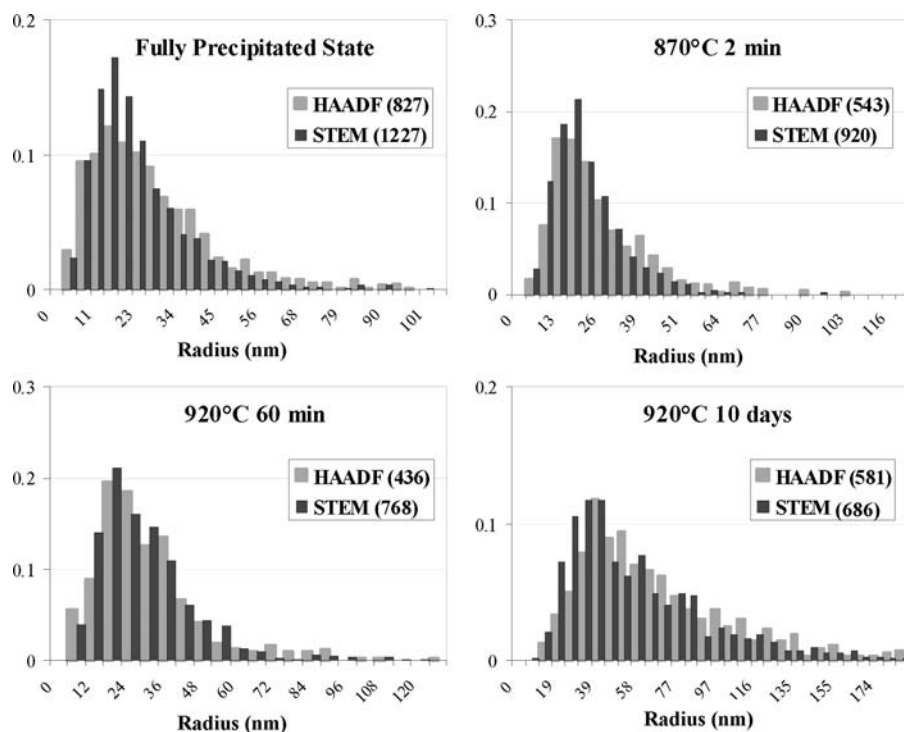 Fully Precipitated State
HAADF (827)
STEM (1227)
0.2
0.1
0
0 11 23 34 45 56 68 79 90 101
Radius (nm)
870°C 2 min
HAADF (543)
STEM (920)
0.3
0.2
0.1
0
0 13 26 39 51 64 77 90 103 116
Radius (nm)
920°C 60 min
HAADF (436)
STEM (768)
0.3
0.2
0.1
0
0 12 24 36 48 60 72 84 96 108 120
Radius (nm)
920°C 10 days
HAADF (581)
STEM (686)
0.2
0.1
0
0 19 39 58 77 97 116 135 155 174
Radius (nm)